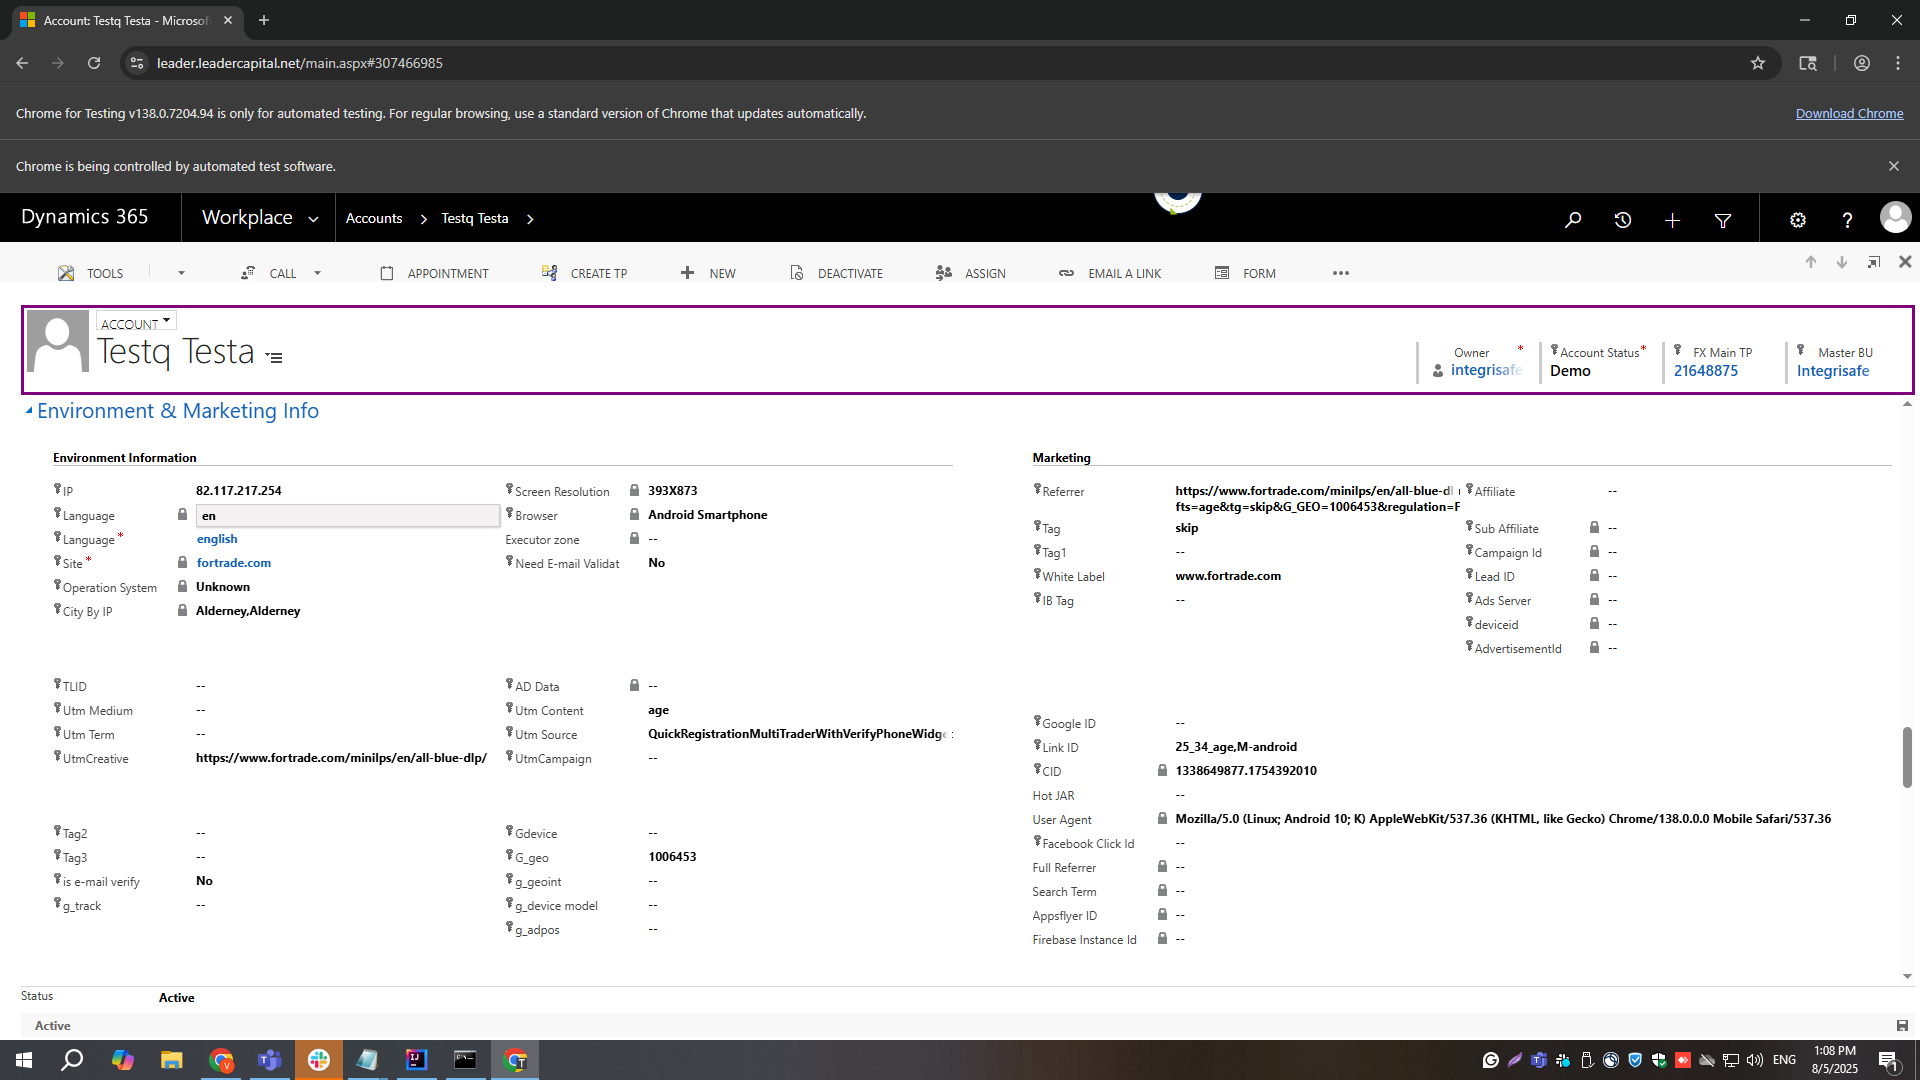 Account: Testq Testa - Microsof
leader.leadercapital.net/main.aspx#307466985
Chrome for Testing v138.0.7204.94 is only for automated testing. For regular browsing, use a standard version of Chrome that updates automatically.
Download Chrome
Chrome is being controlled by automated test software.
Dynamics 365
Workplace
Accounts
Testq Testa
TOOLS
CALL
APPOINTMENT
CREATE TP
NEW
DEACTIVATE
ASSIGN
EMAIL A LINK
FORM
ACCOUNT
Testq Testa
Owner *
integrisafe
Account Status *
Demo
FX Main TP
21648875
Master BU
Integrisafe
Environment & Marketing Info
Environment Information
IP 82.117.217.254
Language en
Language * english
Site * fortrade.com
Operation System Unknown
City By IP Alderney,Alderney
Screen Resolution 393X873
Browser Android Smartphone
Executor zone --
Need E-mail Validat No
TLID --
Utm Medium --
Utm Term --
UtmCreative https://www.fortrade.com/minilps/en/all-blue-dlp/
AD Data --
Utm Content age
Utm Source QuickRegistrationMultiTraderWithVerifyPhoneWidge
UtmCampaign --
Tag2 --
Tag3 --
is e-mail verify No
g_track --
Gdevice --
G_geo 1006453
g_geoint --
g_device model --
g_adpos --
Marketing
Referrer https://www.fortrade.com/minilps/en/all-blue-dl
fts=age&tg=skip&G_GEO=1006453&regulation=F
Tag skip
Tag1 --
White Label www.fortrade.com
IB Tag --
Affiliate --
Sub Affiliate --
Campaign Id --
Lead ID --
Ads Server --
deviceid --
AdvertisementId --
Google ID --
Link ID 25_34_age,M-android
CID 1338649877.1754392010
Hot JAR --
User Agent Mozilla/5.0 (Linux; Android 10; K) AppleWebKit/537.36 (KHTML, like Gecko) Chrome/138.0.0.0 Mobile Safari/537.36
Facebook Click Id --
Full Referrer --
Search Term --
Appsflyer ID --
Firebase Instance Id --
Status Active
Active
ENG
1:08 PM
8/5/2025
1